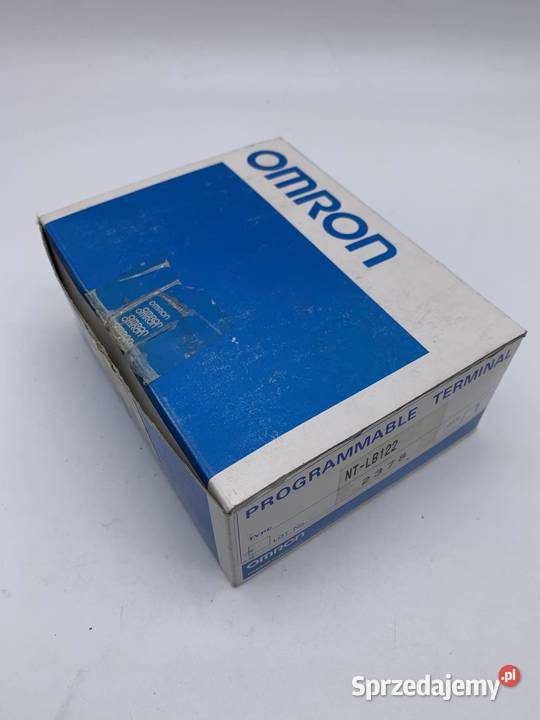 OMRON
omron
omron
omron
PROGRAMMABLE TERMINAL
TYPE
NT-LB122
LOT No.
2378
OMRON
Sprzedajemy.pl